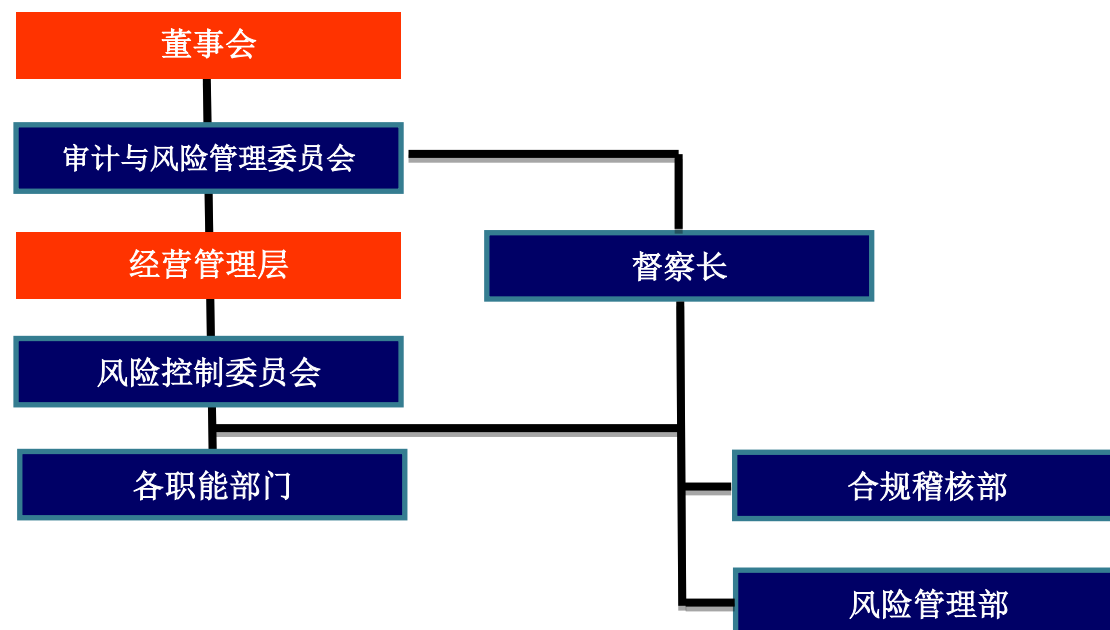 董事会
审计与风险管理委员会
经营管理层
督察长
风险控制委员会
各职能部门
合规稽核部
风险管理部